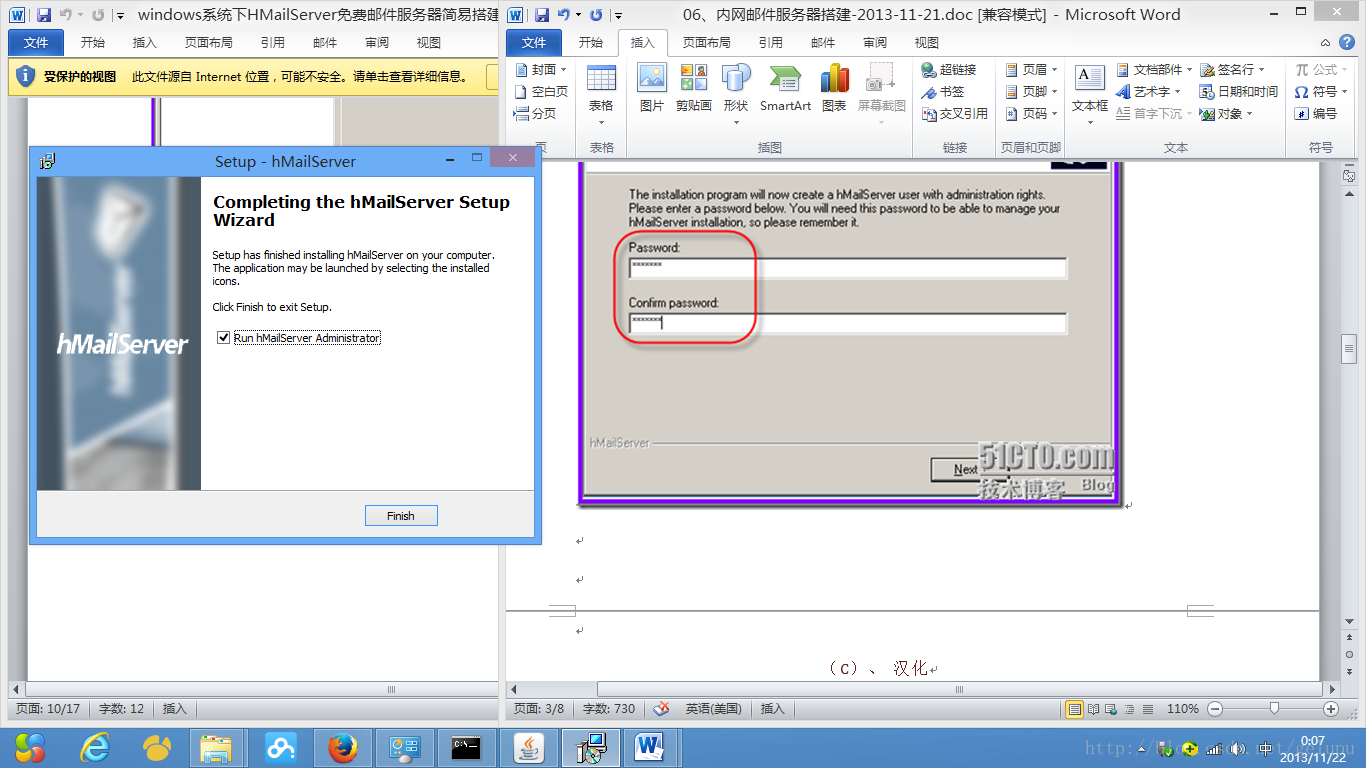 windows系统下HMailServer免费邮件服务器简易搭建
文件 开始 插入 页面布局 引用 邮件 审阅 视图
受保护的视图 此文件源自 Internet 位置，可能不安全。请单击查看详细信息。
Setup - hMailServer
Completing the hMailServer Setup
Wizard
Setup has finished installing hMailServer on your computer.
The application may be launched by selecting the installed
icons.
Click Finish to exit Setup.
Run hMailServer Administrator
hMailServer
Finish
页面: 10/17 字数: 12 插入
06、内网邮件服务器搭建-2013-11-21.doc [兼容模式] - Microsoft Word
文件 开始 插入 页面布局 引用 邮件 审阅 视图
封面
空白页
分页
页
表格
表格
图片 剪贴画 形状 SmartArt 图表 屏幕截图
插图
超链接
书签
交叉引用
链接
页眉
页脚
页码
页眉和页脚
文本框
文档部件
艺术字
首字下沉
签名行
日期和时间
对象
文本
公式
符号
编号
符号
The installation program will now create a hMailServer user with administration rights.
Please enter a password below. You will need this password to be able to manage your
hMailServer installation, so please remember it.
Password:
*******
Confirm password:
*******
hMailServer
Next
51CTO.com
技术博客 Blog
（C）、 汉化
页面: 3/8 字数: 730 英语(美国) 插入
110%
中
0:07
2013/11/22